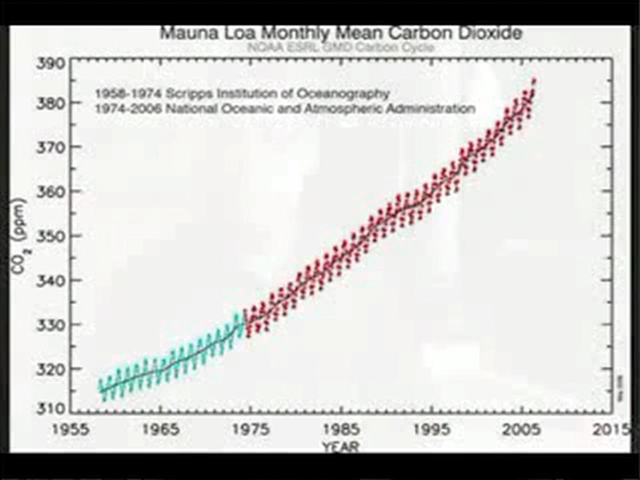 Mauna Loa Monthly Mean Carbon Dioxide
NOAA ESRL GMD Carbon Cycle
1958-1974 Scripps Institution of Oceanography
1974-2006 National Oceanic and Atmospheric Administration
390
380
370
360
350
340
330
320
310
CO2 (ppm)
1955 1965 1975 1985 1995 2005 2015
YEAR